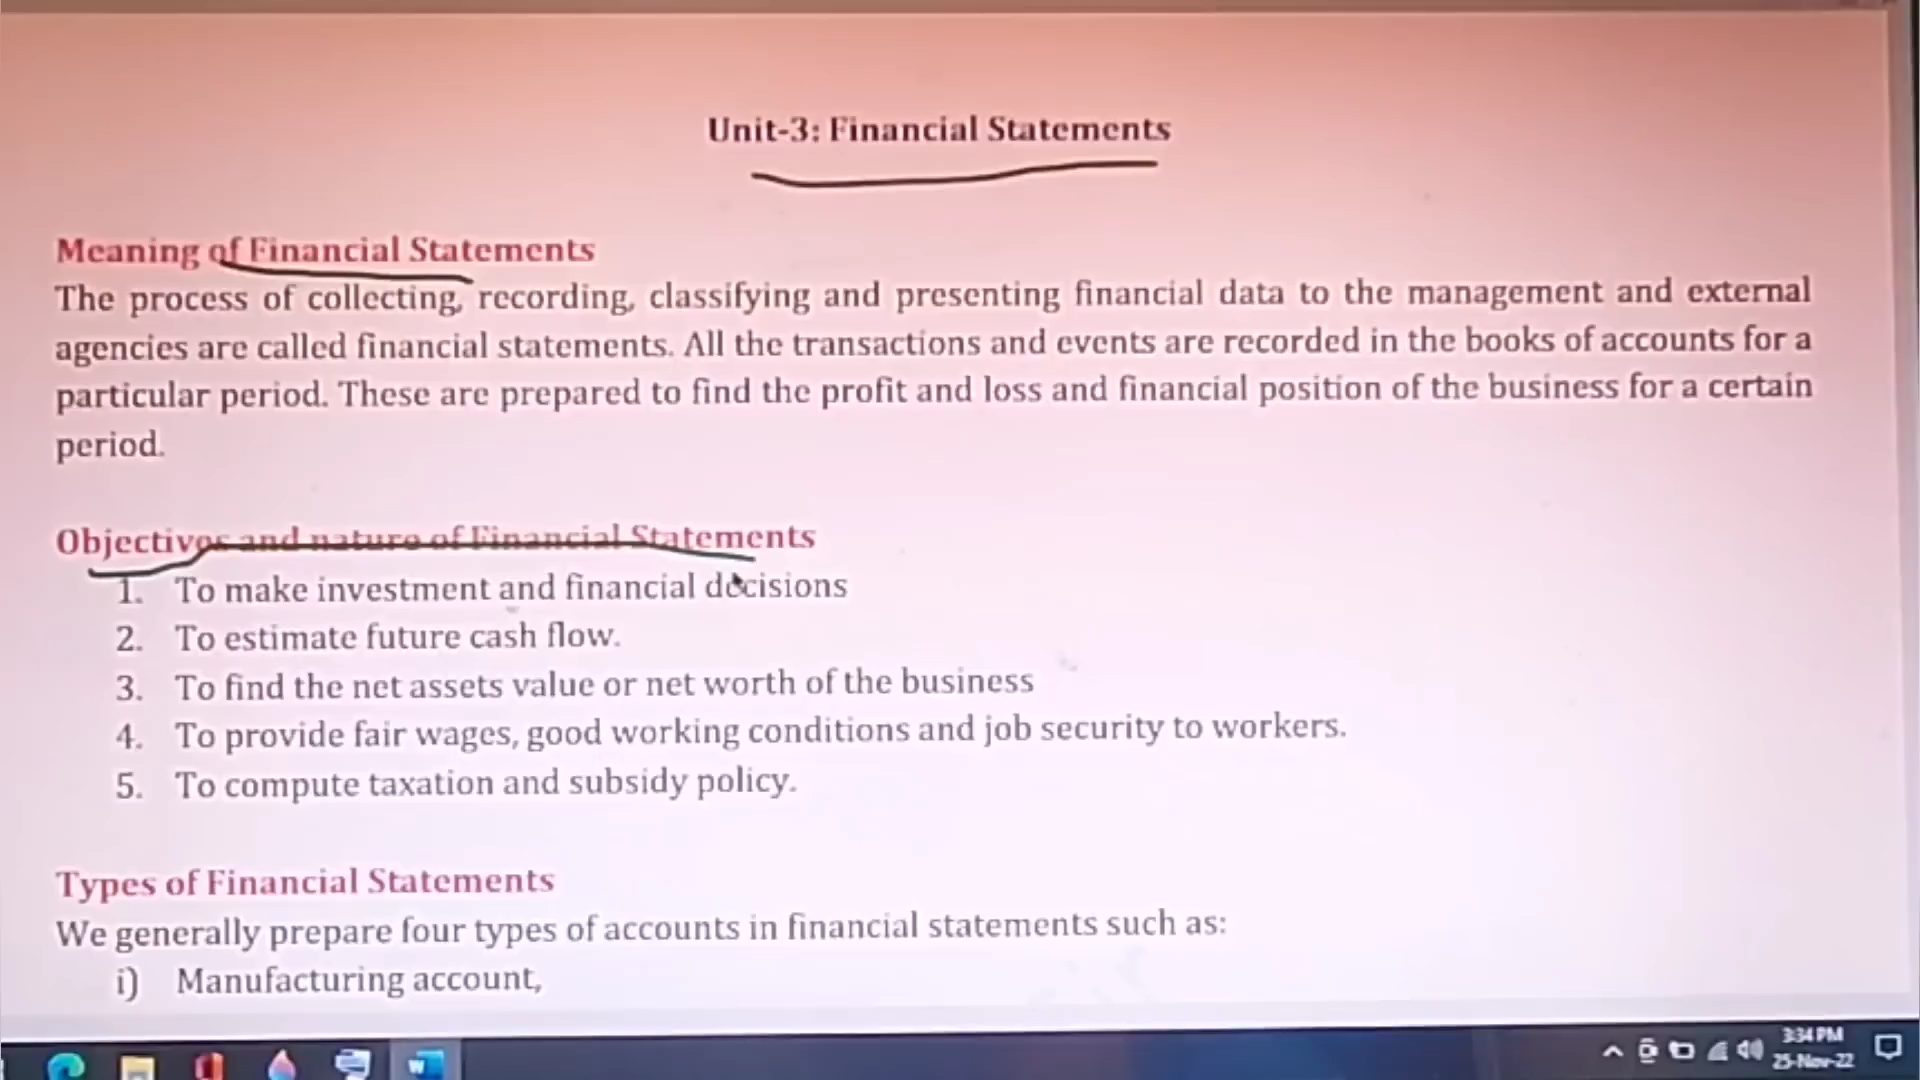 Unit-3: Financial Statements
Meaning of Financial Statements
The process of collecting, recording, classifying and presenting financial data to the management and external
agencies are called financial statements. All the transactions and events are recorded in the books of accounts for a
particular period. These are prepared to find the profit and loss and financial position of the business for a certain
period.
Objectives and nature of Financial Statements
1. To make investment and financial decisions
2. To estimate future cash flow.
3. To find the net assets value or net worth of the business
4. To provide fair wages, good working conditions and job security to workers.
5. To compute taxation and subsidy policy.
Types of Financial Statements
We generally prepare four types of accounts in financial statements such as:
i) Manufacturing account,
3:34 PM
25-Nov-22